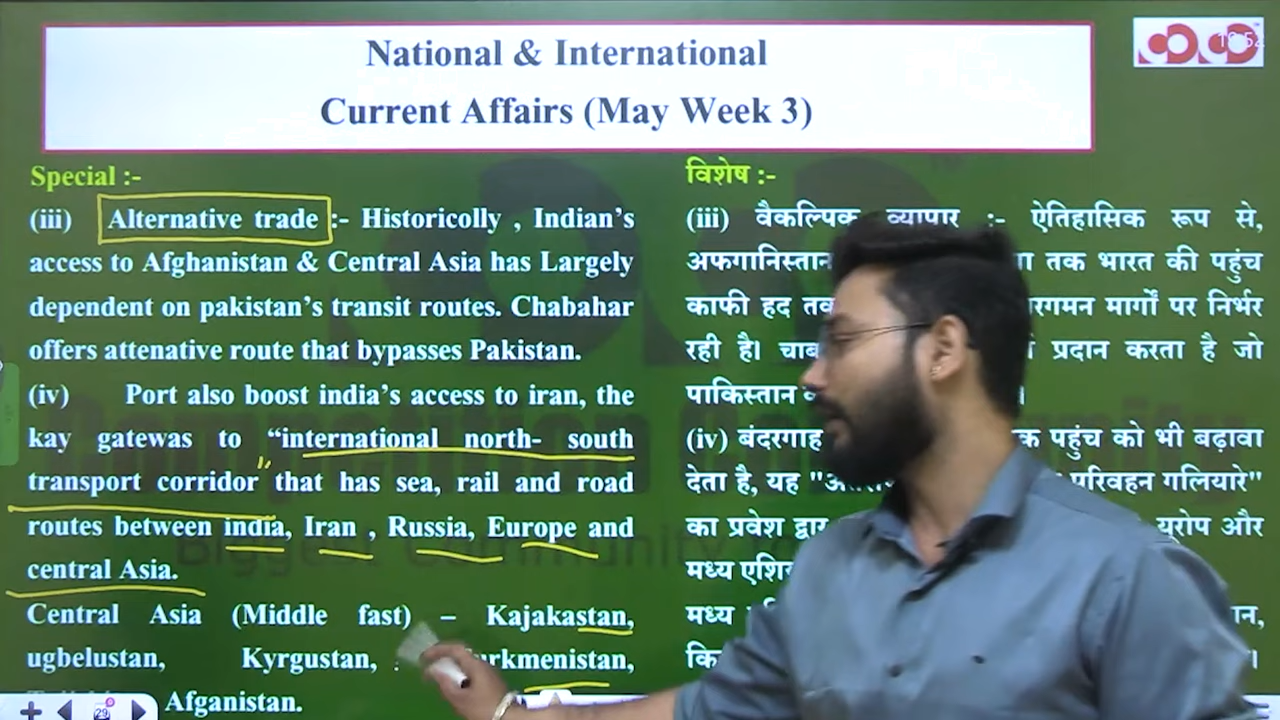 National & International
Current Affairs (May Week 3)
Special :-
(iii) Alternative trade :- Historicolly , Indian's
access to Afghanistan & Central Asia has Largely
dependent on pakistan's transit routes. Chabahar
offers attenative route that bypasses Pakistan.
(iv) Port also boost india's access to iran, the
kay gatewas to "international north- south
transport corridor" that has sea, rail and road
routes between india, Iran , Russia, Europe and
central Asia.
Central Asia (Middle fast) – Kajakastan,
ugbelustan, Kyrgustan, Turkmenistan,
Afganistan.
विशेष :-
(iii) वैकल्पिक व्यापार :- ऐतिहासिक रूप से,
अफगानिस्तान तक भारत की पहुंच
काफी हद पर निर्भर
रही है। प्रदान करता है जो
पाकिस्तान
(iv) बंदरगाह पहुंच को भी बढ़ावा
देता है, यह परिवहन गलियारे"
का प्रवेश यूरोप और
मध्य
मध्य
29